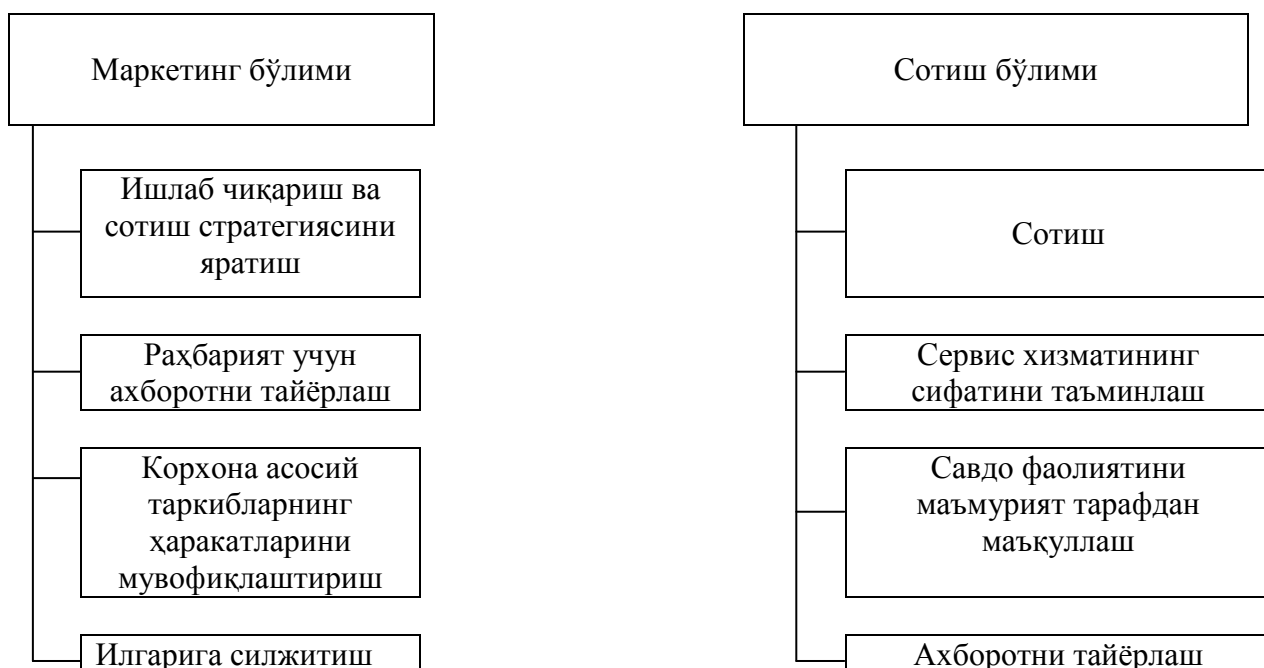 Маркетинг бўлими
Ишлаб чиқариш ва
сотиш стратегиясини
яратиш
Раҳбарият учун
ахборотни тайёрлаш
Корхона асосий
таркибларнинг
ҳаракатларини
мувофиқлаштириш
Илгарига силжитиш
Сотиш бўлими
Сотиш
Сервис хизматининг
сифатини таъминлаш
Савдо фаолиятини
маъмурият тарафдан
маъқуллаш
Ахборотни тайёрлаш